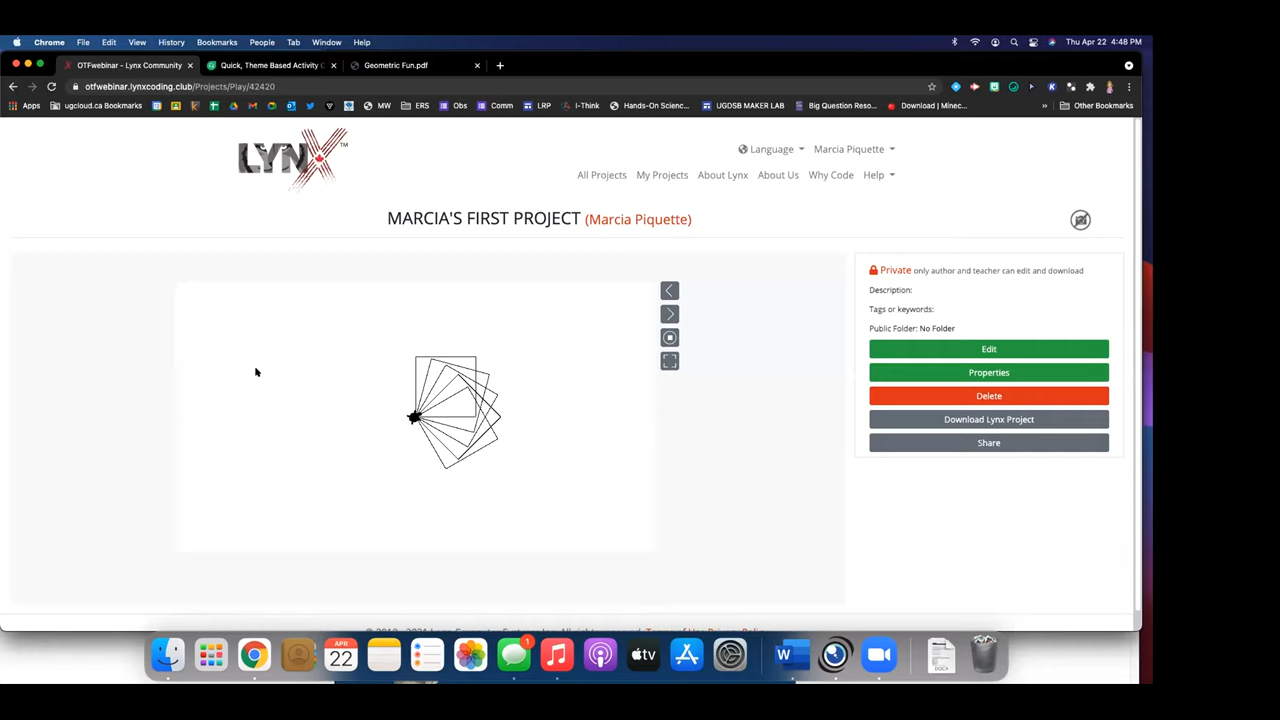 Chrome File Edit View History Bookmarks People Tab Window Help Thu Apr 22 4:48 PM
OTFwebinar - Lynx Community Quick, Theme Based Activity C Geometric Fun.pdf
otfwebinar.lynxcoding.club/Projects/Play/42420
Apps ugcloud.ca Bookmarks MW ERS Obs Comm LRP I-Think Hands-On Scienc... UGDSB MAKER LAB Big Question Reso... Download | Minec... Other Bookmarks
LYNX™
Language Marcia Piquette
All Projects My Projects About Lynx About Us Why Code Help
MARCIA'S FIRST PROJECT (Marcia Piquette)
Private only author and teacher can edit and download
Description:
Tags or keywords:
Public Folder: No Folder
Edit
Properties
Delete
Download Lynx Project
Share
APR
22
1
tv
W
DOCX